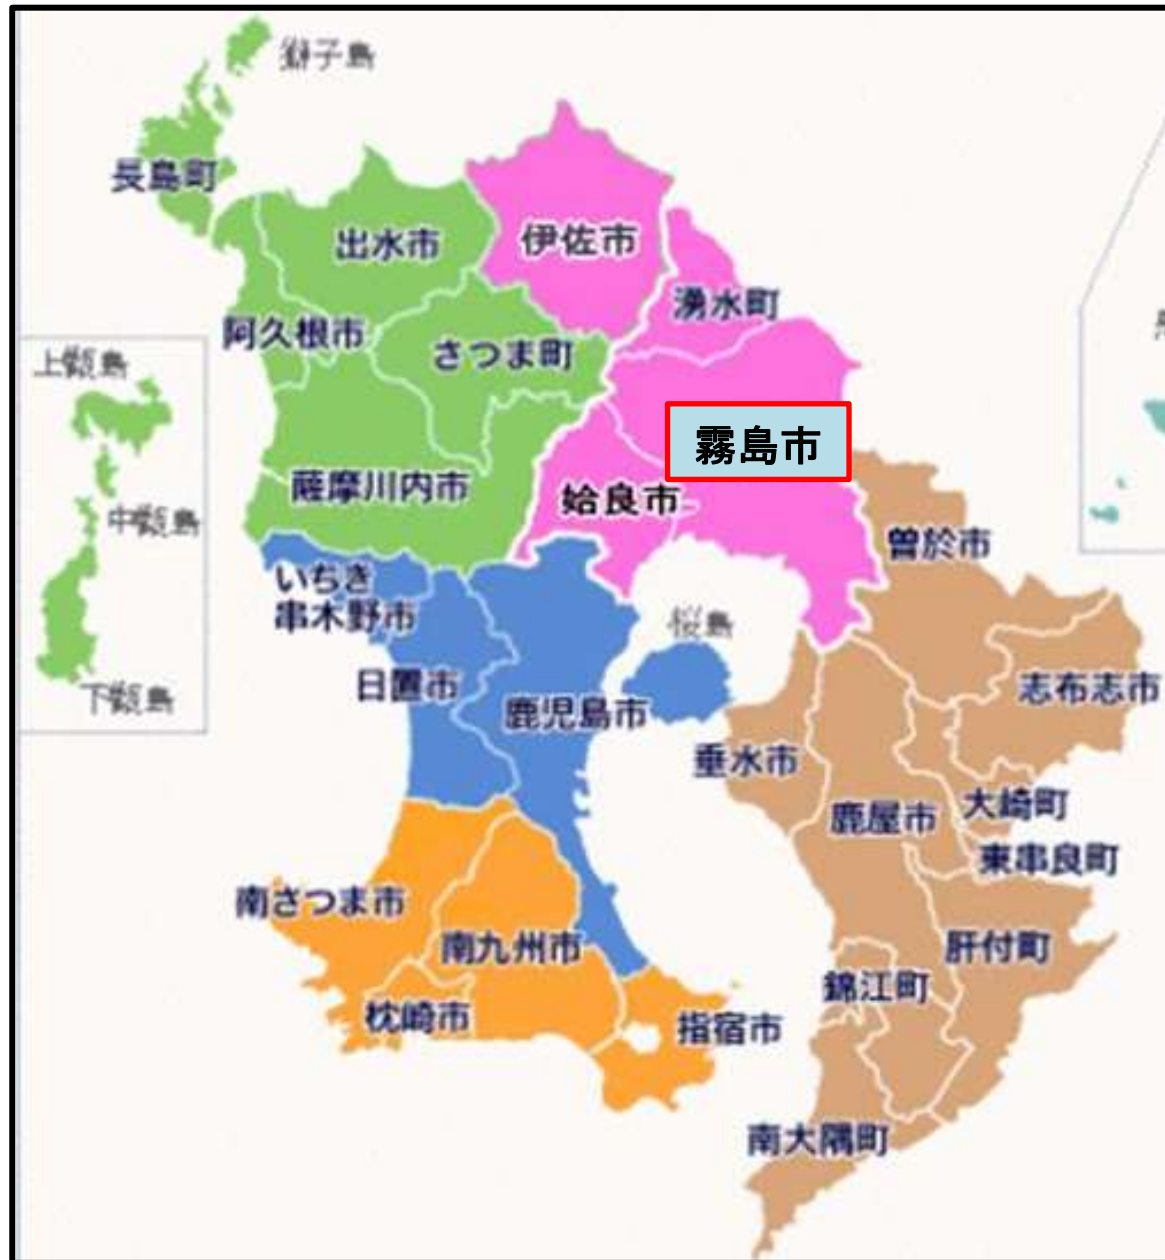 獅子島
長島町
出水市
伊佐市
湧水町
阿久根市
さつま町
上甑島
霧島市
薩摩川内市
姶良市
中甑島
曽於市
いちき
串木野市
桜島
日置市
鹿児島市
志布志市
下甑島
垂水市
大崎町
鹿屋市
東串良町
南さつま市
南九州市
肝付町
錦江町
枕崎市
指宿市
南大隅町